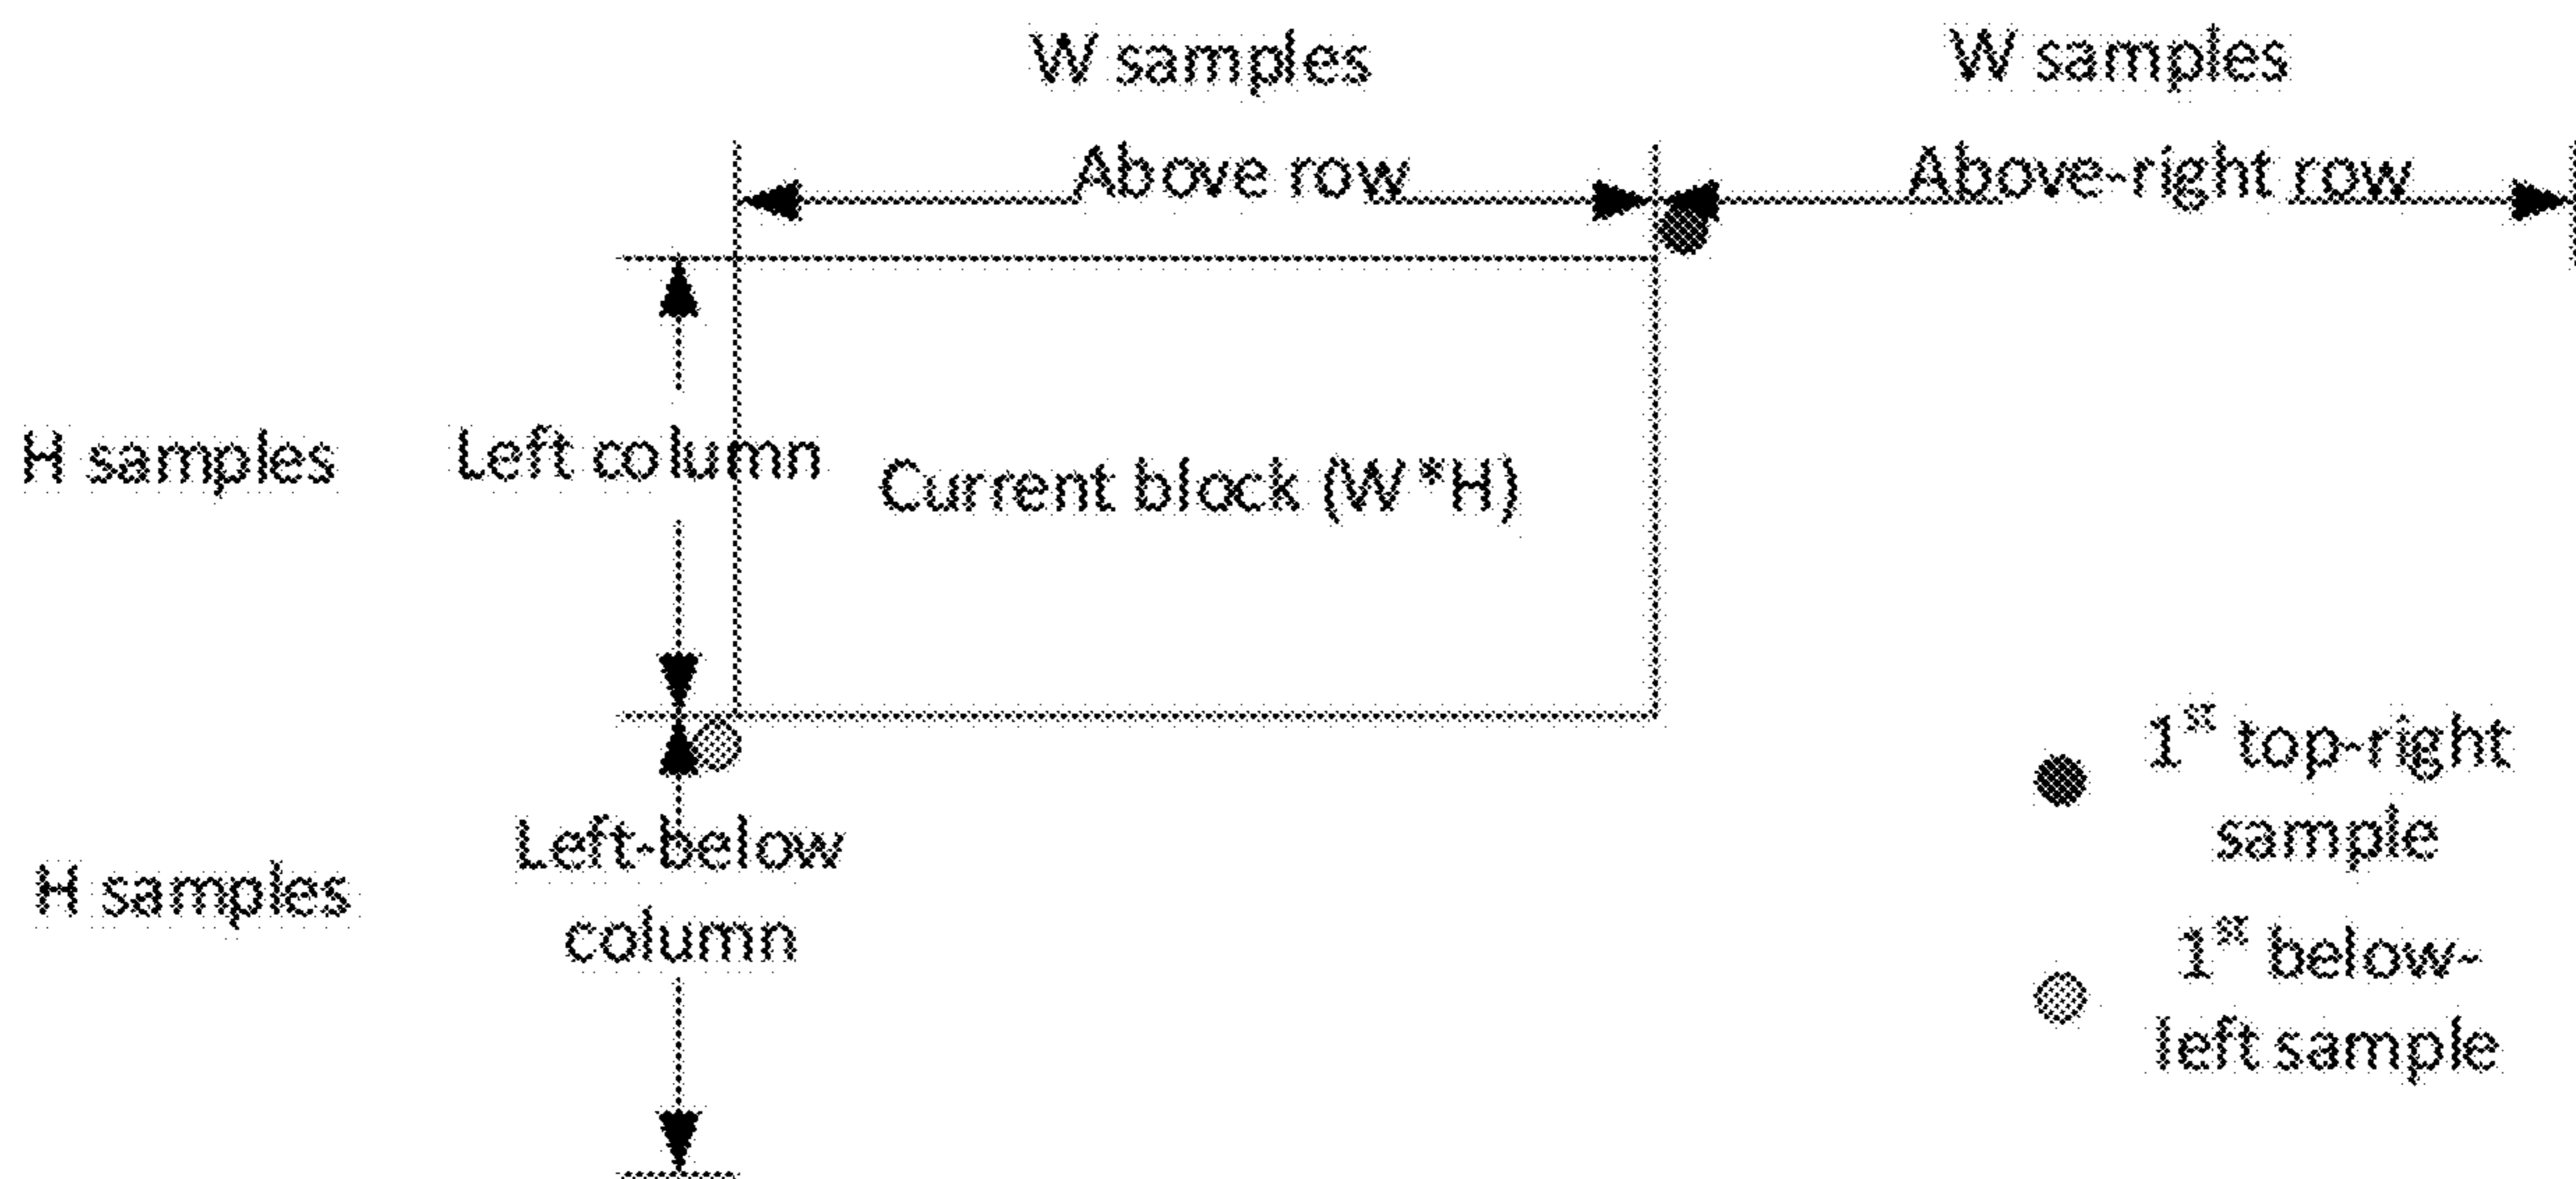 W samples
W samples
Above row
Above-right row
H samples
Left column
Current block (W*H)
Left-below
column
H samples
1st top-right
sample
1st below-
left sample